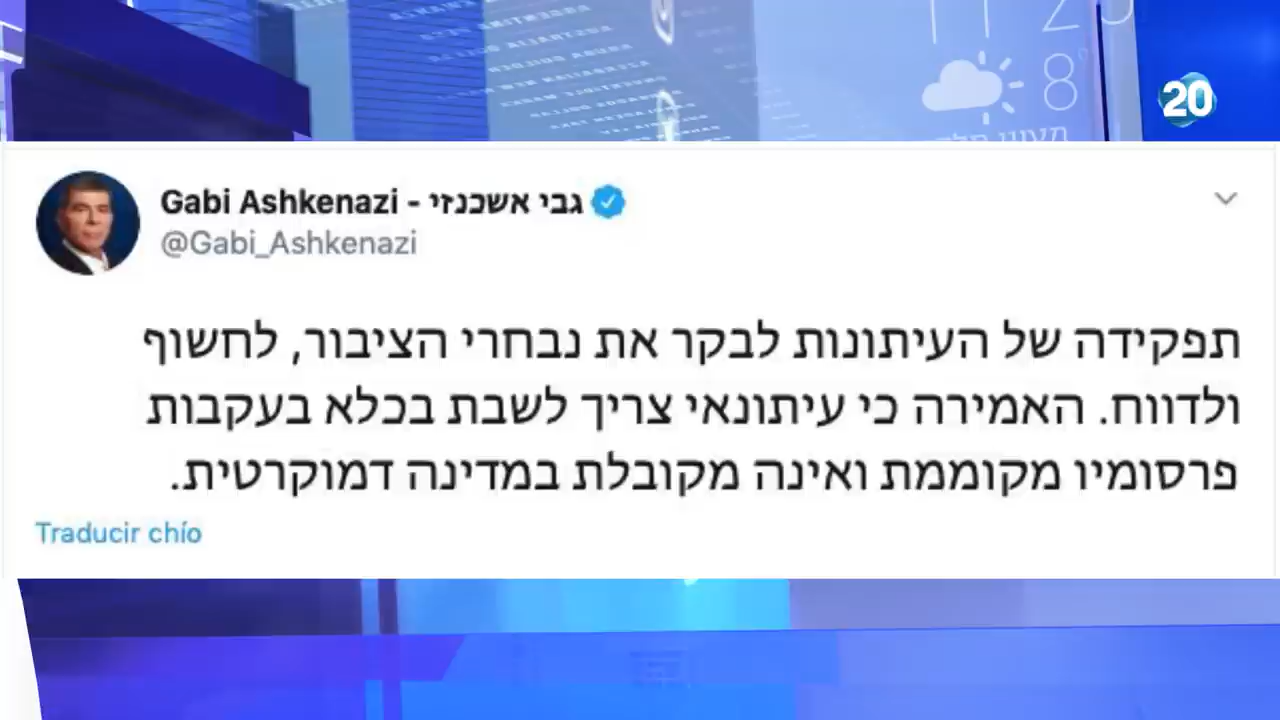 20
8°
Gabi Ashkenazi - גבי אשכנזי
@Gabi_Ashkenazi
תפקידה של העיתונות לבקר את נבחרי הציבור, לחשוף
ולדווח. האמירה כי עיתונאי צריך לשבת בכלא בעקבות
פרסומיו מקוממת ואינה מקובלת במדינה דמוקרטית.
Traducir chío